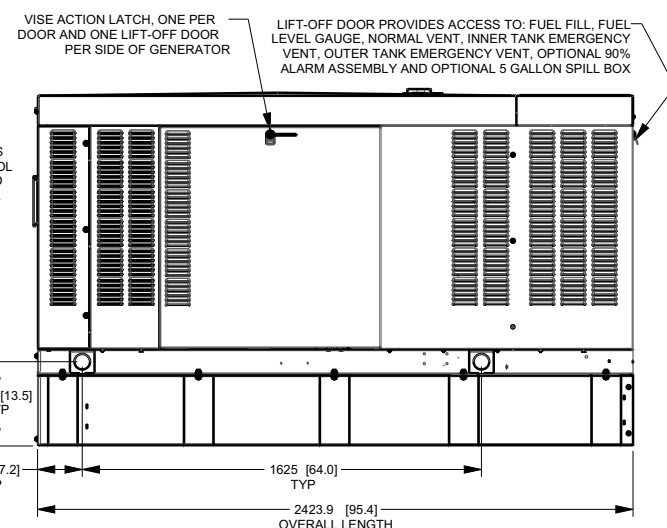 VISE ACTION LATCH, ONE PER
DOOR AND ONE LIFT-OFF DOOR
PER SIDE OF GENERATOR
LIFT-OFF DOOR PROVIDES ACCESS TO: FUEL FILL, FUEL
LEVEL GAUGE, NORMAL VENT, INNER TANK EMERGENCY
VENT, OUTER TANK EMERGENCY VENT, OPTIONAL 90%
ALARM ASSEMBLY AND OPTIONAL 5 GALLON SPILL BOX
[13.5]
7.2]
1625 [64.0]
TYP
2423.9 [95.4]
OVERALL LENGTH